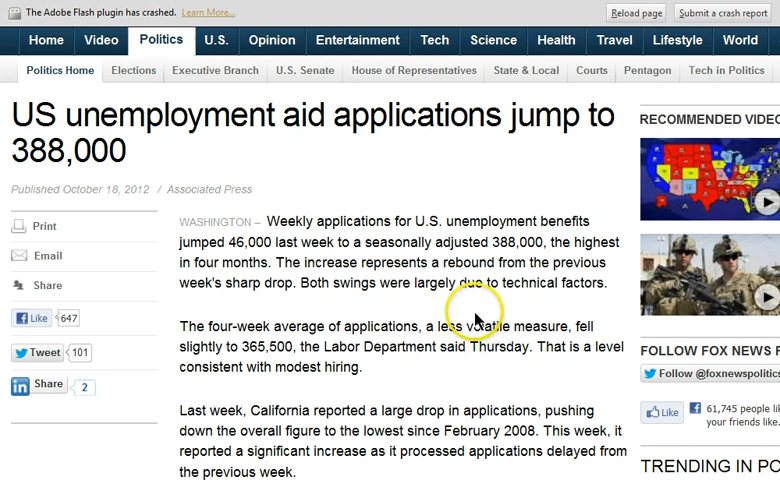 The Adobe Flash plugin has crashed. Learn More...
Reload page
Submit a crash report
Home Video Politics U.S. Opinion Entertainment Tech Science Health Travel Lifestyle World
Politics Home Elections Executive Branch U.S. Senate House of Representatives State & Local Courts Pentagon Tech in Politics
US unemployment aid applications jump to
388,000
Published October 18, 2012 / Associated Press
Print
Email
Share
Like 647
Tweet 101
Share 2
WASHINGTON – Weekly applications for U.S. unemployment benefits
jumped 46,000 last week to a seasonally adjusted 388,000, the highest
in four months. The increase represents a rebound from the previous
week's sharp drop. Both swings were largely due to technical factors.
The four-week average of applications, a less volatile measure, fell
slightly to 365,500, the Labor Department said Thursday. That is a level
consistent with modest hiring.
Last week, California reported a large drop in applications, pushing
down the overall figure to the lowest since February 2008. This week, it
reported a significant increase as it processed applications delayed from
the previous week.
RECOMMENDED VIDEO
FOLLOW FOX NEWS P
Follow @foxnewspolitics
Like
61,745 people li
your friends like.
TRENDING IN PO